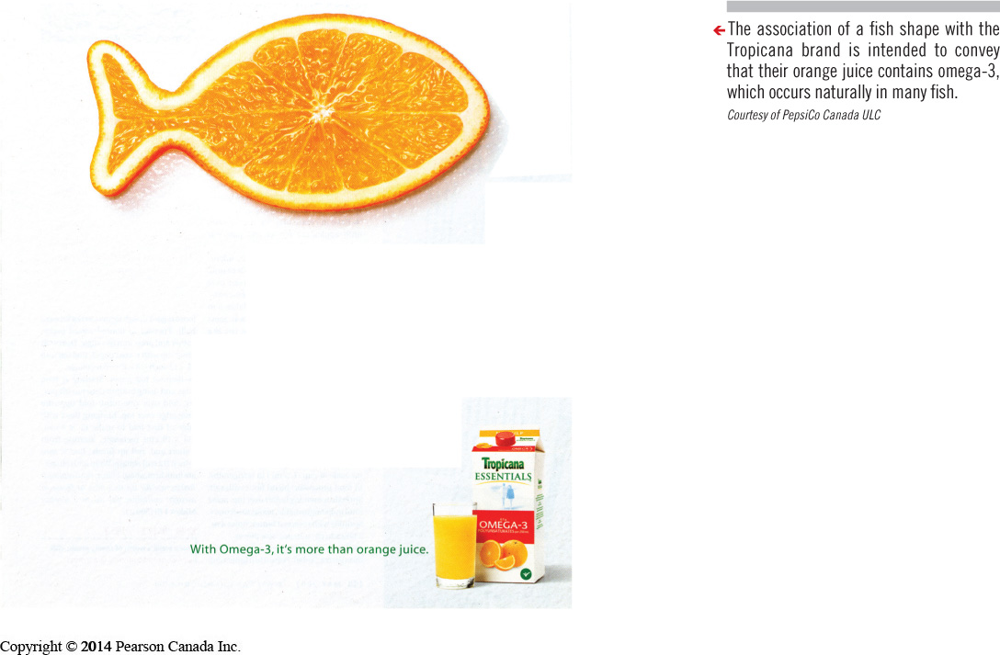 The association of a fish shape with the
Tropicana brand is intended to convey
that their orange juice contains omega-3,
which occurs naturally in many fish.
Courtesy of PepsiCo Canada ULC
Tropicana
ESSENTIALS
OMEGA-3
With Omega-3, it's more than orange juice.
Copyright © 2014 Pearson Canada Inc.